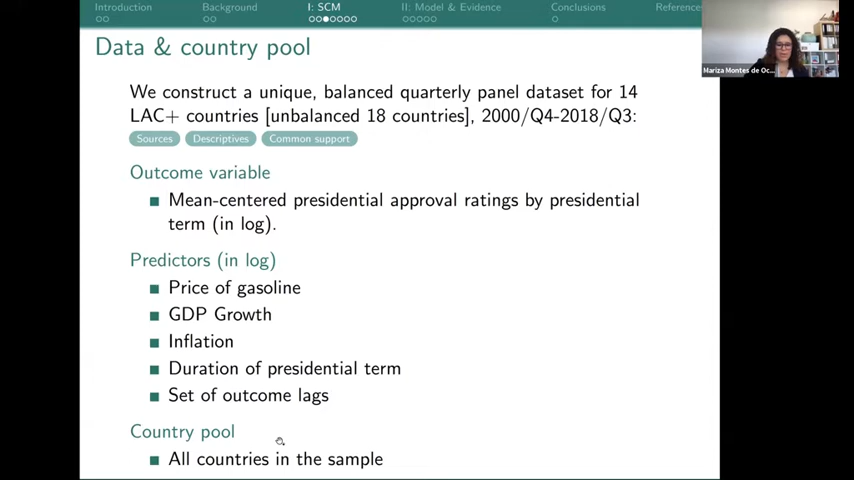 Introduction Background I: SCM II: Model & Evidence Conclusions Reference
Data & country pool
Mariza Montes de Oc...
We construct a unique, balanced quarterly panel dataset for 14
LAC+ countries [unbalanced 18 countries], 2000/Q4-2018/Q3:
Sources Descriptives Common support
Outcome variable
Mean-centered presidential approval ratings by presidential
term (in log).
Predictors (in log)
Price of gasoline
GDP Growth
Inflation
Duration of presidential term
Set of outcome lags
Country pool
All countries in the sample